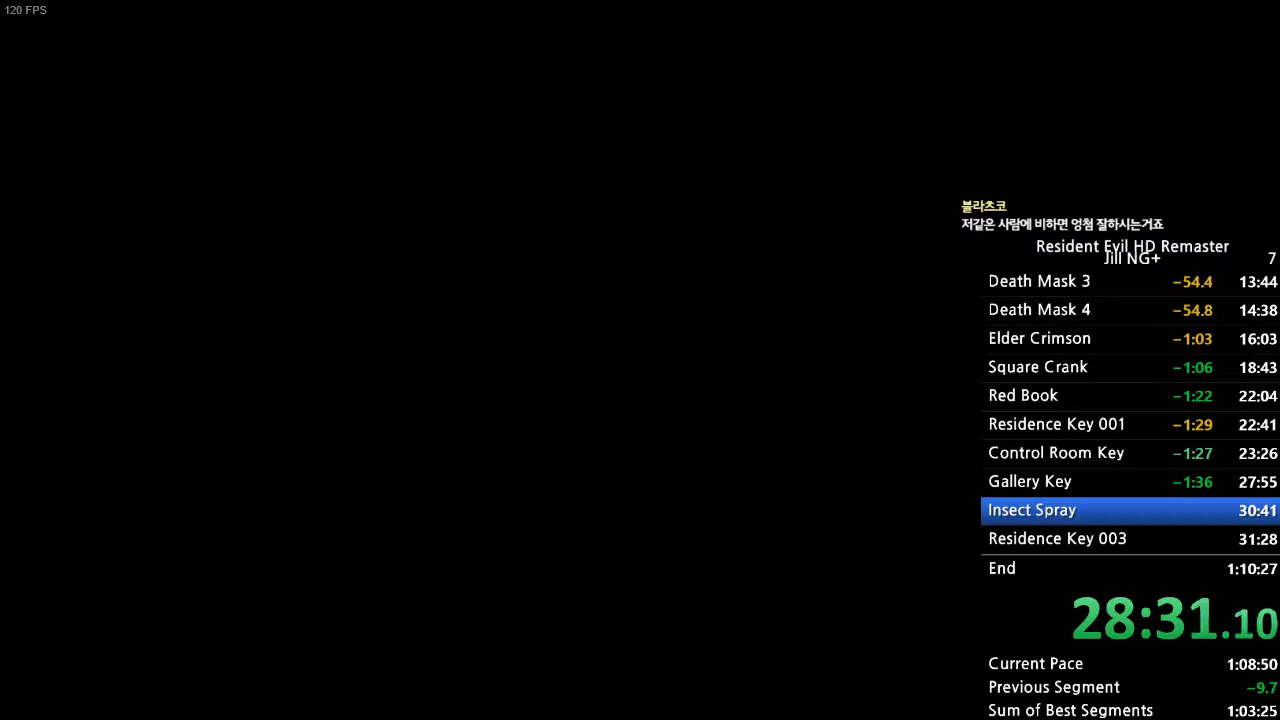 120 FPS
블라츠코
저같은 사람에 비하면 엉첨 잘하시는거죠
Resident Evil HD Remaster
Jill NG+ 7
Death Mask 3 -54.4 13:44
Death Mask 4 -54.8 14:38
Elder Crimson -1:03 16:03
Square Crank -1:06 18:43
Red Book -1:22 22:04
Residence Key 001 -1:29 22:41
Control Room Key -1:27 23:26
Gallery Key -1:36 27:55
Insect Spray 30:41
Residence Key 003 31:28
End 1:10:27
28:31.10
Current Pace 1:08:50
Previous Segment -9.7
Sum of Best Segments 1:03:25